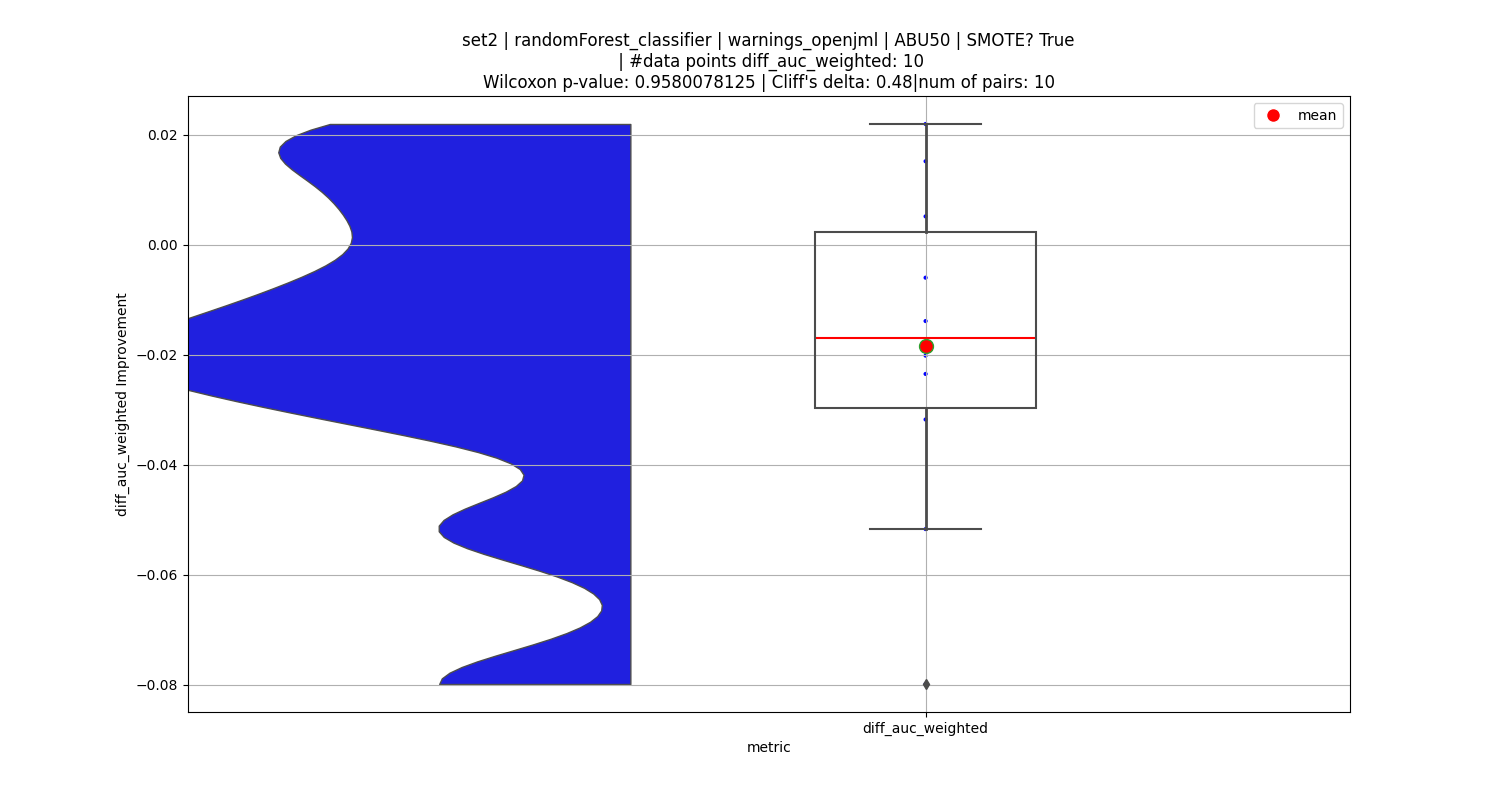 set2 | randomForest_classifier | warnings_openjml | ABU50 | SMOTE? True
| #data points diff_auc_weighted: 10
Wilcoxon p-value: 0.9580078125 | Cliff's delta: 0.48|num of pairs: 10
mean
0.02
0.00
−0.02
−0.04
−0.06
−0.08
diff_auc_weighted Improvement
diff_auc_weighted
metric